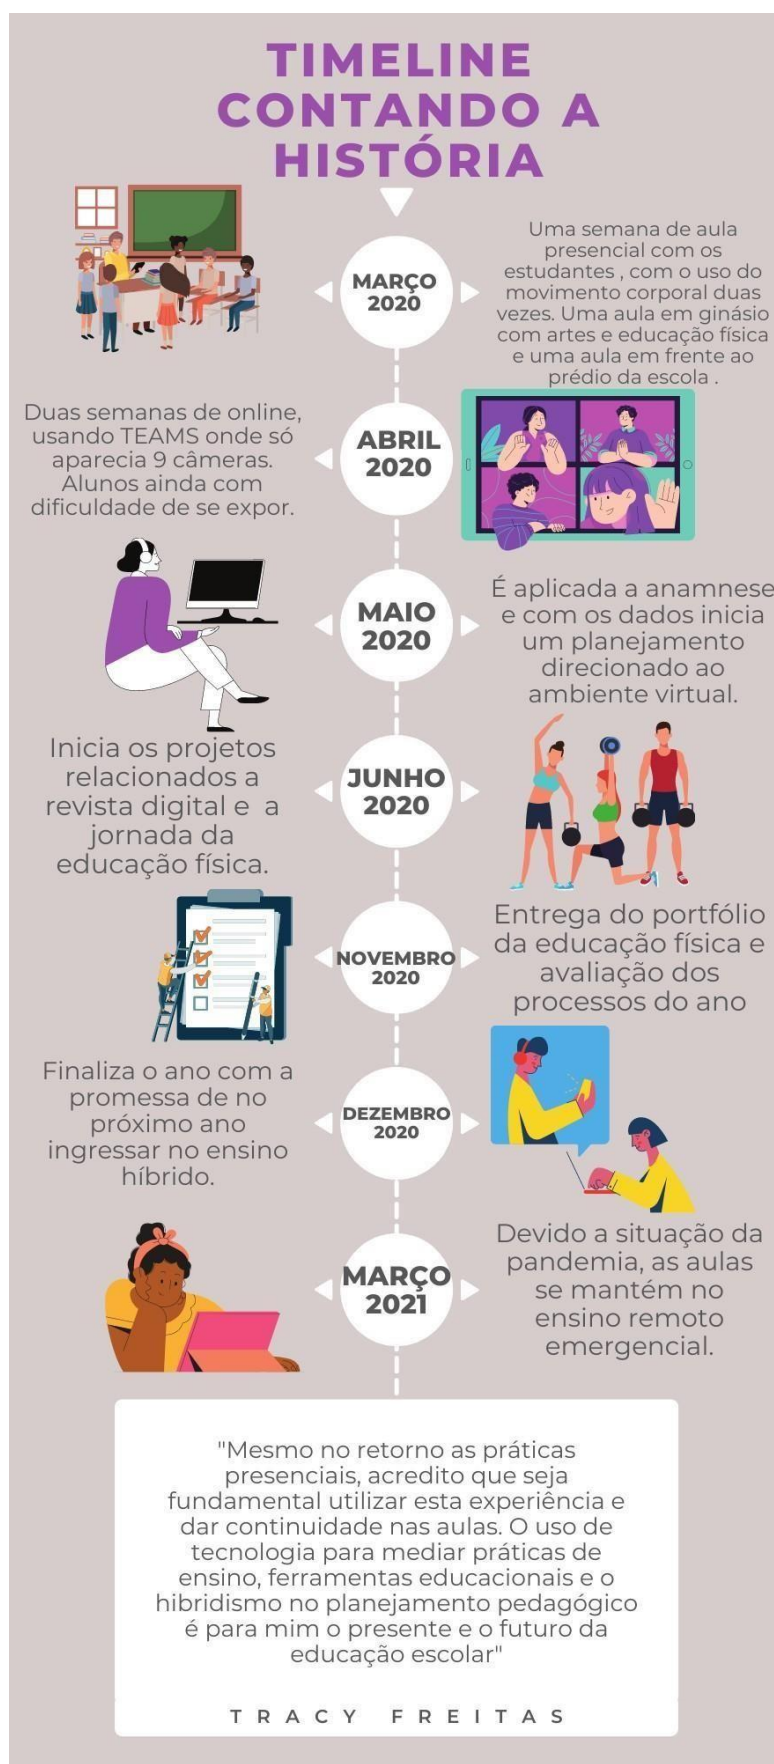 TIMELINE
CONTANDO A
HISTÓRIA
MARÇO
2020
Uma semana de aula
presencial com os
estudantes , com o uso do
movimento corporal duas
vezes. Uma aula em ginásio
com artes e educação física
e uma aula em frente ao
prédio da escola .
ABRIL
2020
Duas semanas de online,
usando TEAMS onde só
aparecia 9 câmeras.
Alunos ainda com
dificuldade de se expor.
MAIO
2020
É aplicada a anamnese
e com os dados inicia
um planejamento
direcionado ao
ambiente virtual.
JUNHO
2020
Inicia os projetos
relacionados a
revista digital e a
jornada da
educação física.
NOVEMBRO
2020
Entrega do portfólio
da educação física e
avaliação dos
processos do ano
DEZEMBRO
2020
Finaliza o ano com a
promessa de no
próximo ano
ingressar no ensino
híbrido.
MARÇO
2021
Devido a situação da
pandemia, as aulas
se mantém no
ensino remoto
emergencial.
"Mesmo no retorno as práticas
presenciais, acredito que seja
fundamental utilizar esta experiência e
dar continuidade nas aulas. O uso de
tecnologia para mediar práticas de
ensino, ferramentas educacionais e o
hibridismo no planejamento pedagógico
é para mim o presente e o futuro da
educação escolar"
TRACY FREITAS